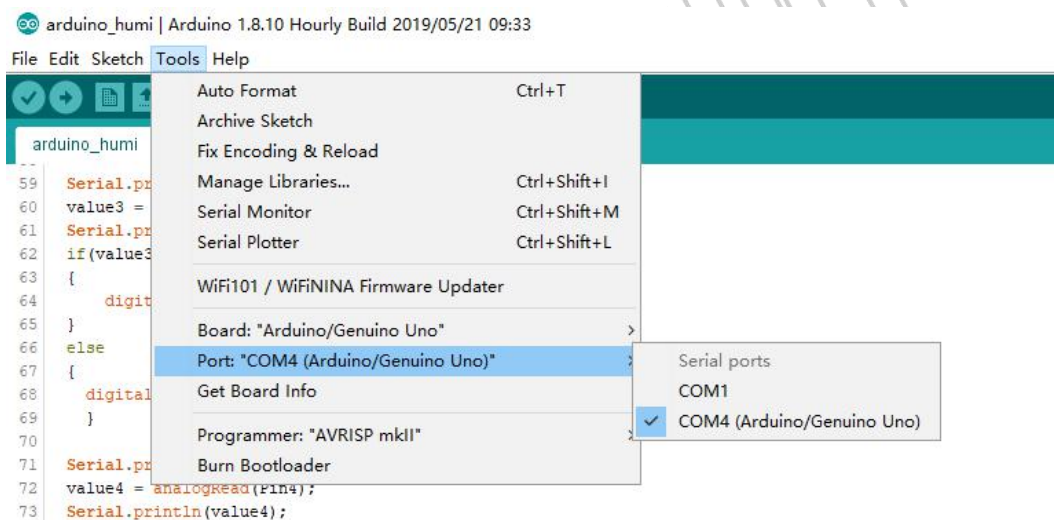 arduino_humi | Arduino 1.8.10 Hourly Build 2019/05/21 09:33
File Edit Sketch Tools Help
arduino_humi
Auto Format Ctrl+T
Archive Sketch
Fix Encoding & Reload
Manage Libraries... Ctrl+Shift+I
Serial Monitor Ctrl+Shift+M
Serial Plotter Ctrl+Shift+L
WiFi101 / WiFiNINA Firmware Updater
Board: "Arduino/Genuino Uno"
Port: "COM4 (Arduino/Genuino Uno)"
Get Board Info
Programmer: "AVRISP mkII"
Burn Bootloader
Serial ports
COM1
COM4 (Arduino/Genuino Uno)
59 Serial.pr
60 value3 =
61 Serial.pr
62 if(value3
63 {
64 digit
65 }
66 else
67 {
68 digital
69 }
70
71 Serial.pr
72 value4 = analogRead(Pin4);
73 Serial.println(value4);